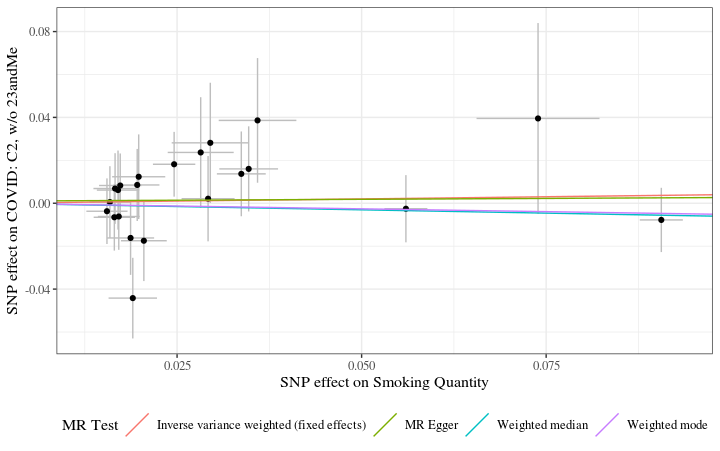 SNP effect on COVID: C2, w/o 23andMe
0.08
0.04
0.00
-0.04
0.025
0.050
0.075
SNP effect on Smoking Quantity
MR Test
Inverse variance weighted (fixed effects)
MR Egger
Weighted median
Weighted mode